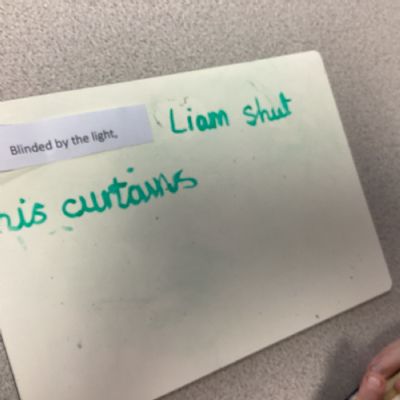 Blinded by the light, Liam shut
his curtains